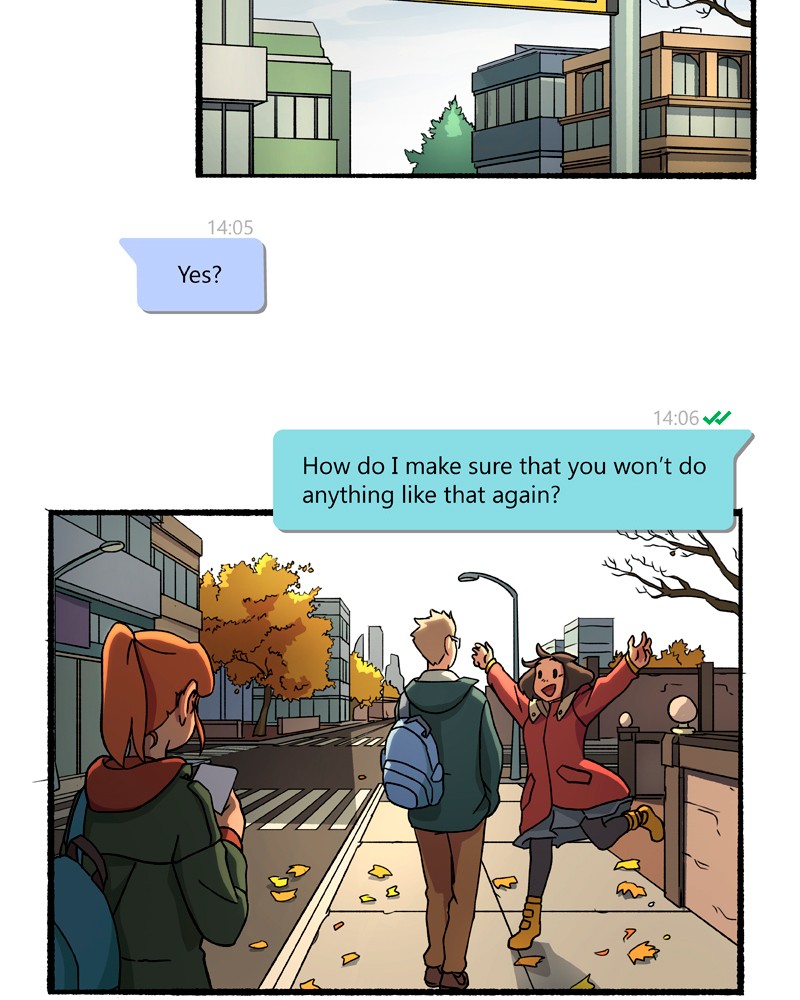 14:05
Yes?
14:06
How do I make sure that you won't do
anything like that again?